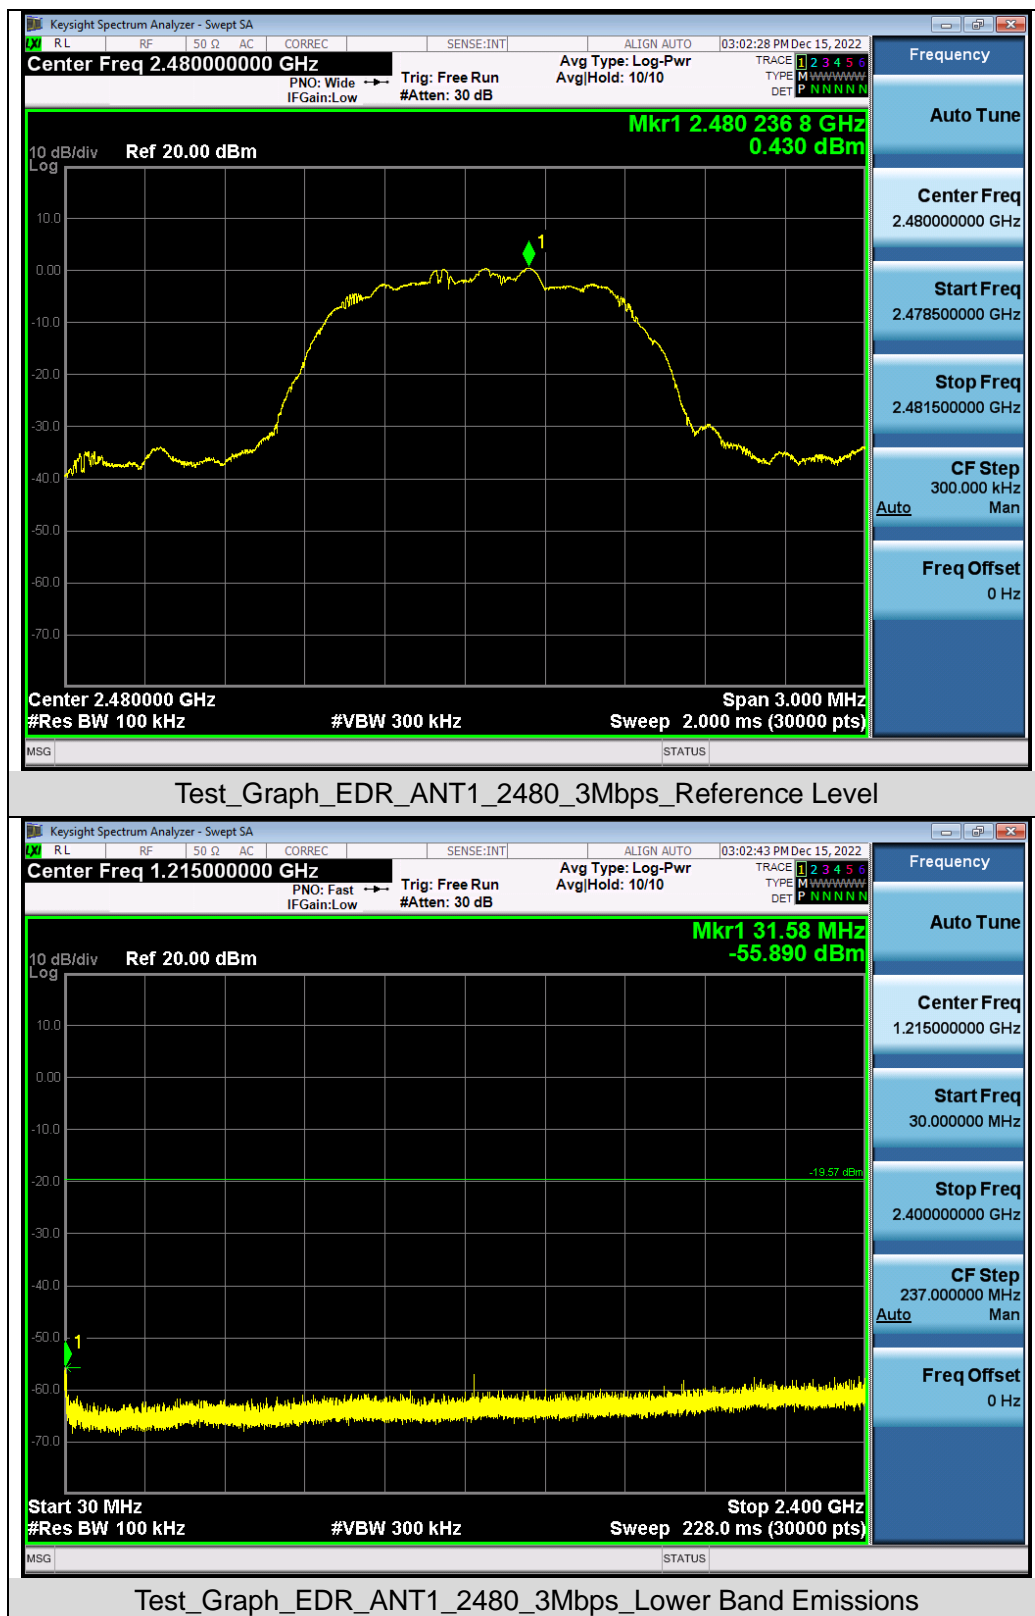 Keysight Spectrum Analyzer - Swept SA
LXI RL RF 50 Ω AC CORREC SENSE:INT ALIGN AUTO 03:02:28 PM Dec 15, 2022
Center Freq 2.480000000 GHz
PNO: Wide
IFGain:Low
Trig: Free Run
#Atten: 30 dB
Avg Type: Log-Pwr
Avg|Hold: 10/10
TRACE 1 2 3 4 5 6
TYPE M WWWWW
DET P N N N N N
Mkr1 2.480 236 8 GHz
0.430 dBm
10 dB/div Ref 20.00 dBm
Log
10.0
1
0.00
-10.0
-20.0
-30.0
-40.0
-50.0
-60.0
-70.0
Center 2.480000 GHz Span 3.000 MHz
#Res BW 100 kHz #VBW 300 kHz Sweep 2.000 ms (30000 pts)
MSG STATUS
Frequency
Auto Tune
Center Freq
2.480000000 GHz
Start Freq
2.478500000 GHz
Stop Freq
2.481500000 GHz
CF Step
300.000 kHz
Auto Man
Freq Offset
0 Hz
Test_Graph_EDR_ANT1_2480_3Mbps_Reference Level
Keysight Spectrum Analyzer - Swept SA
LXI RL RF 50 Ω AC CORREC SENSE:INT ALIGN AUTO 03:02:43 PM Dec 15, 2022
Center Freq 1.215000000 GHz
PNO: Fast
IFGain:Low
Trig: Free Run
#Atten: 30 dB
Avg Type: Log-Pwr
Avg|Hold: 10/10
TRACE 1 2 3 4 5 6
TYPE M WWWWW
DET P N N N N N
Mkr1 31.58 MHz
-55.890 dBm
10 dB/div Ref 20.00 dBm
Log
10.0
0.00
-10.0
-19.57 dBm
-20.0
-30.0
-40.0
-50.0
1
-60.0
-70.0
Start 30 MHz Stop 2.400 GHz
#Res BW 100 kHz #VBW 300 kHz Sweep 228.0 ms (30000 pts)
MSG STATUS
Frequency
Auto Tune
Center Freq
1.215000000 GHz
Start Freq
30.000000 MHz
Stop Freq
2.400000000 GHz
CF Step
237.000000 MHz
Auto Man
Freq Offset
0 Hz
Test_Graph_EDR_ANT1_2480_3Mbps_Lower Band Emissions